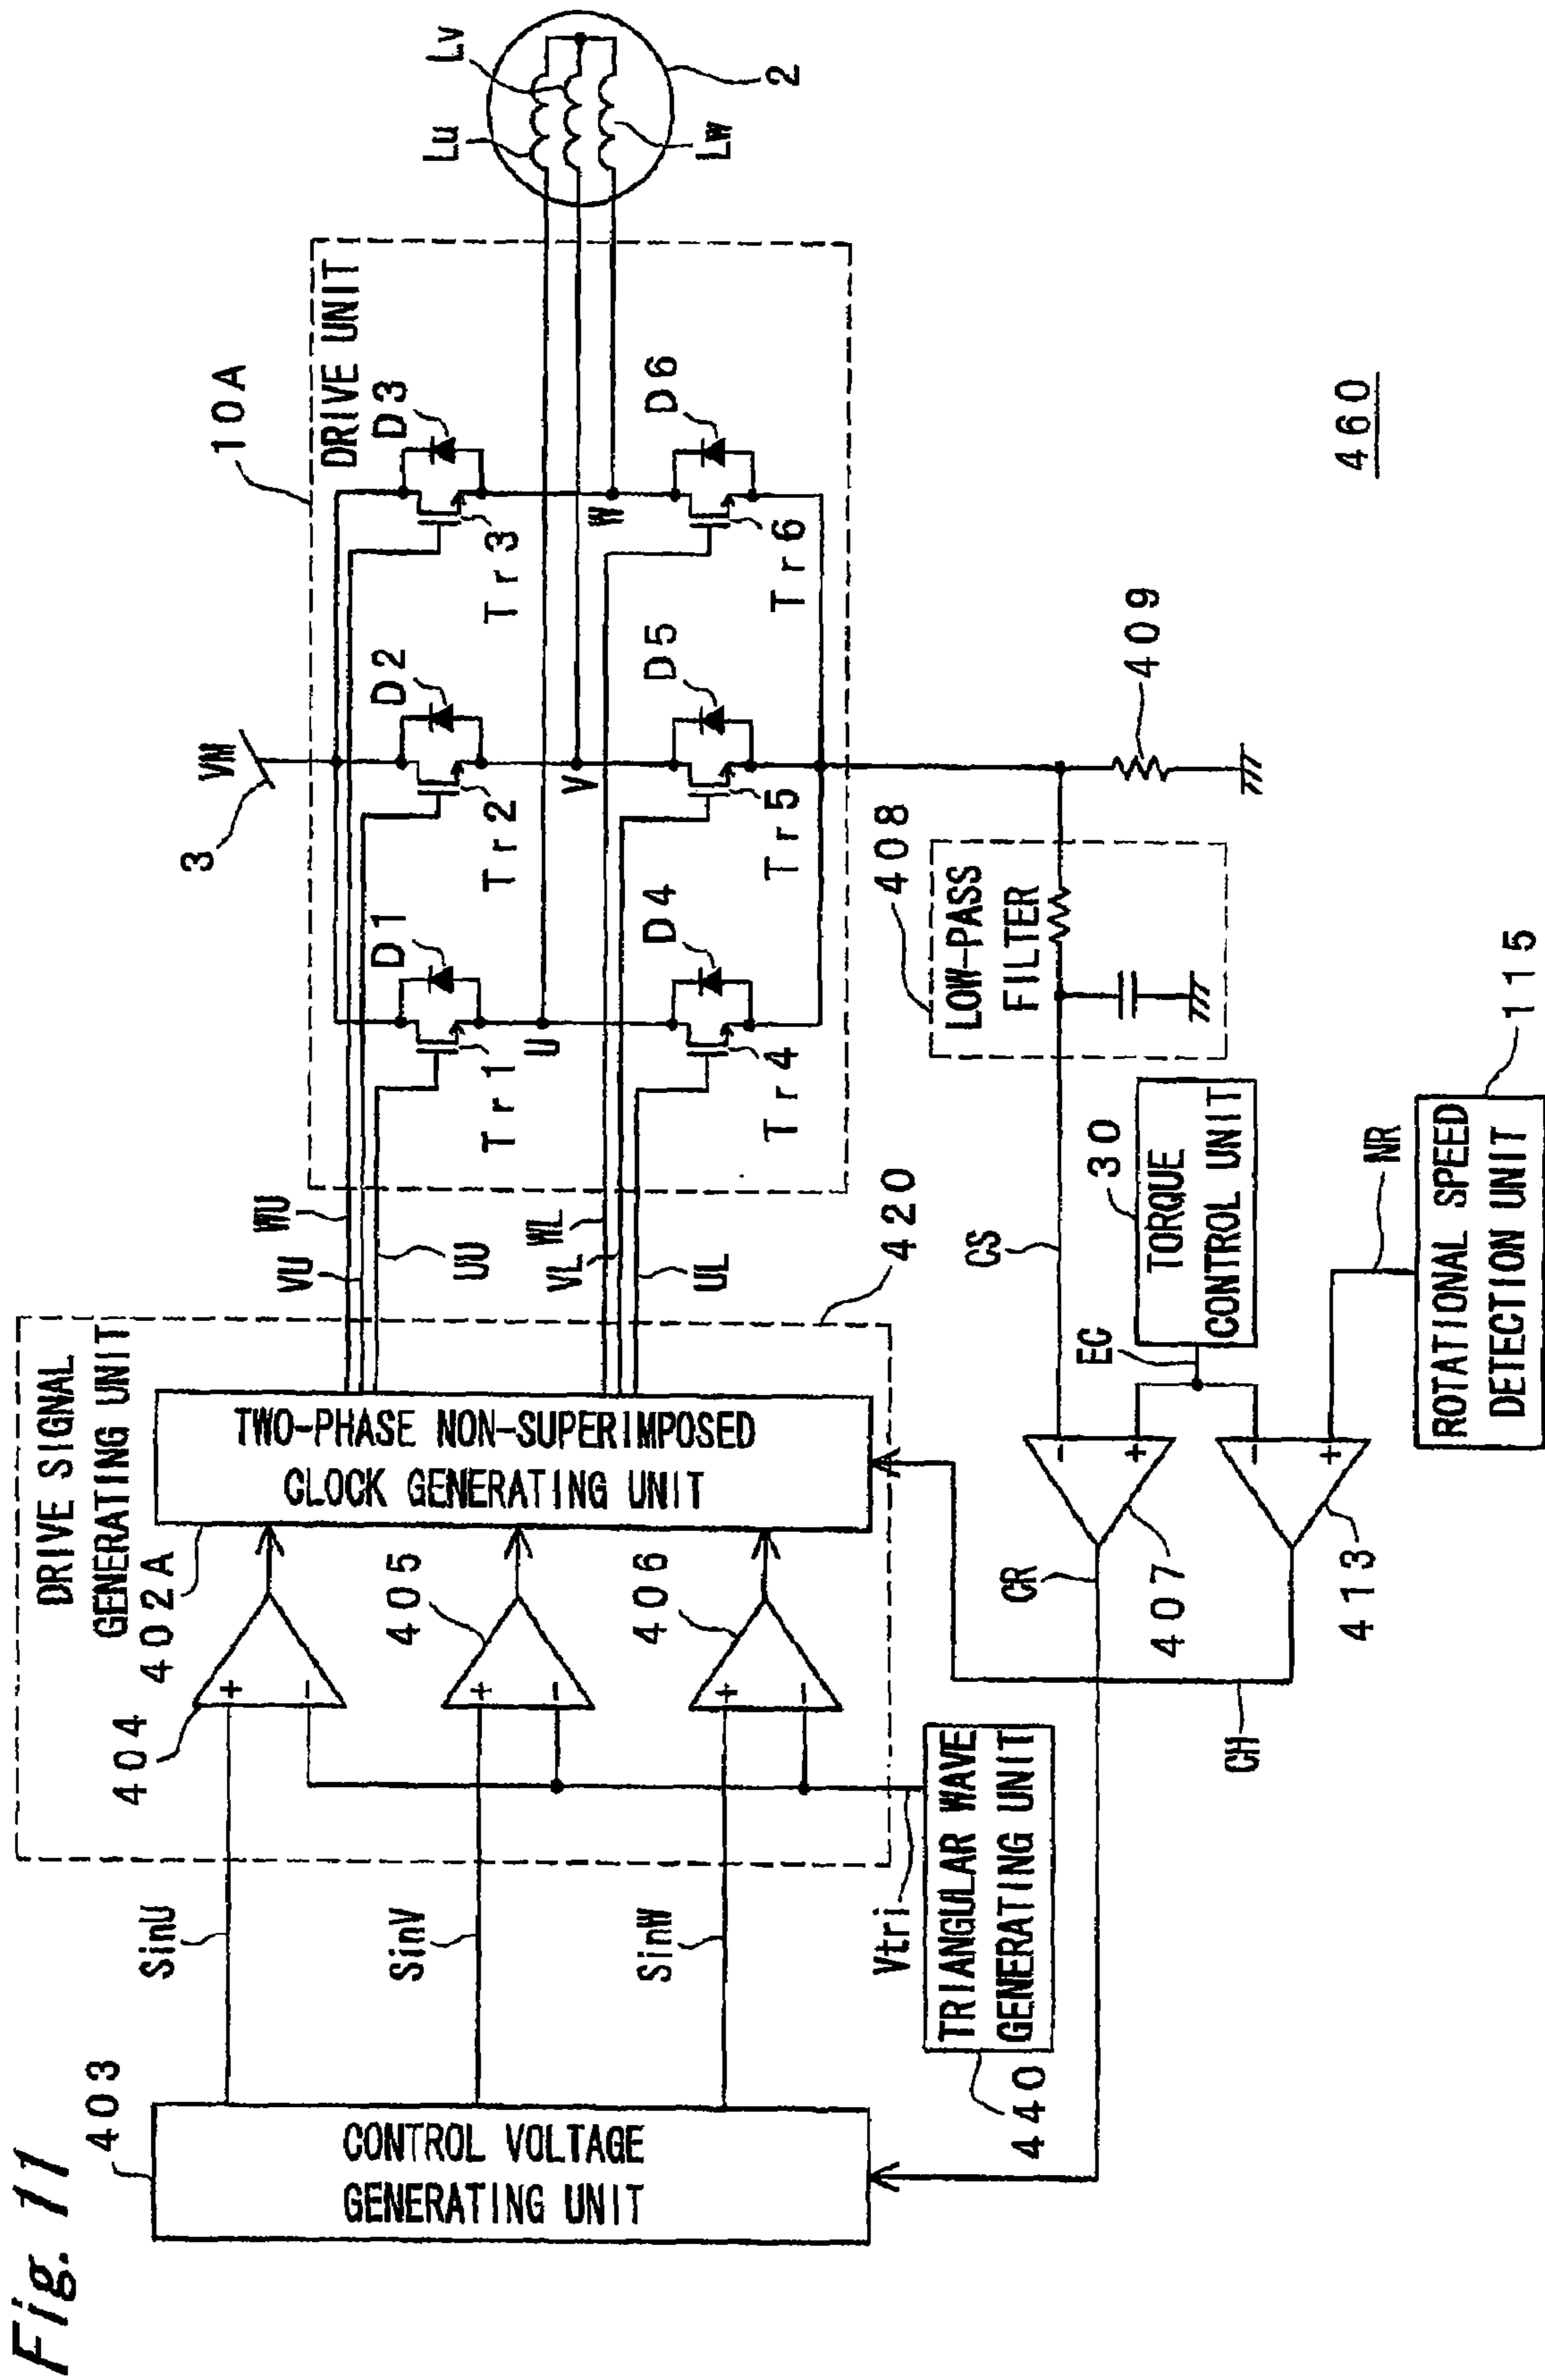 Fig. 11
403
CONTROL VOLTAGE
GENERATING UNIT
SinU
SinV
SinW
DRIVE SIGNAL
GENERATING UNIT
404
+
-
405
+
-
406
+
-
402A
TWO-PHASE NON-SUPERIMPOSED
CLOCK GENERATING UNIT
420
Vtri
TRIANGULAR WAVE
GENERATING UNIT
440
WU
VU
UU
WL
VL
UL
3
VM
10A
DRIVE UNIT
D1
D2
D3
Tr1
Tr2
Tr3
U
V
W
D4
D5
D6
Tr4
Tr5
Tr6
Lu
Lv
Lw
2
408
LOW-PASS
FILTER
409
CS
30
TORQUE
CONTROL UNIT
EC
-
+
407
CR
-
+
413
CH
NR
115
ROTATIONAL SPEED
DETECTION UNIT
460